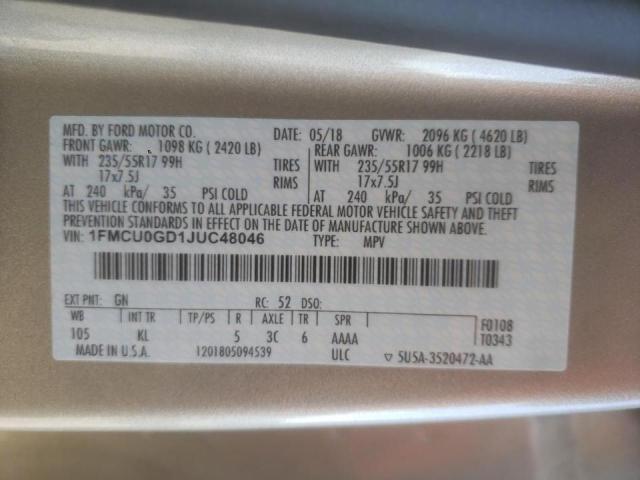 MFD. BY FORD MOTOR CO.
DATE: 05/18 GVWR: 2096 KG ( 4620 LB)
FRONT GAWR: 1098 KG ( 2420 LB)
REAR GAWR: 1006 KG ( 2218 LB)
WITH 235/55R17 99H TIRES
WITH 235/55R17 99H TIRES
17x7.5J RIMS
17x7.5J RIMS
AT 240 kPa/ 35 PSI COLD
AT 240 kPa/ 35 PSI COLD
THIS VEHICLE CONFORMS TO ALL APPLICABLE FEDERAL MOTOR VEHICLE SAFETY AND THEFT
PREVENTION STANDARDS IN EFFECT ON THE DATE OF MANUFACTURE SHOWN ABOVE.
VIN: 1FMCU0GD1JUC48046 TYPE: MPV
EXT PNT: GN RC: 52 DSO:
WB INT TR TP/PS R AXLE TR SPR
105 KL 5 3C 6 AAAA
F0108
T0343
MADE IN U.S.A. 1201805094539 ULC ▽ 5U5A-3520472-AA